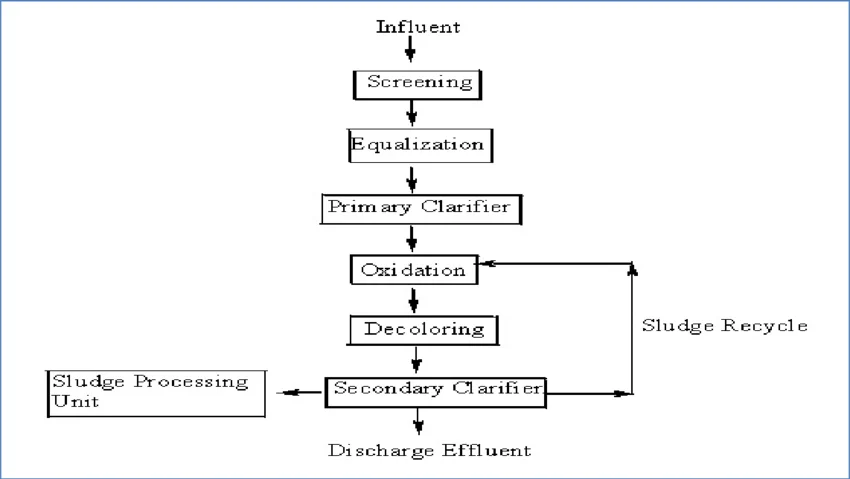 Influent
Screening
Equalization
Primary Clarifier
Oxidation
Decoloring
Sludge Recycle
Sludge Processing
Unit
Secondary Clarifier
Discharge Effluent